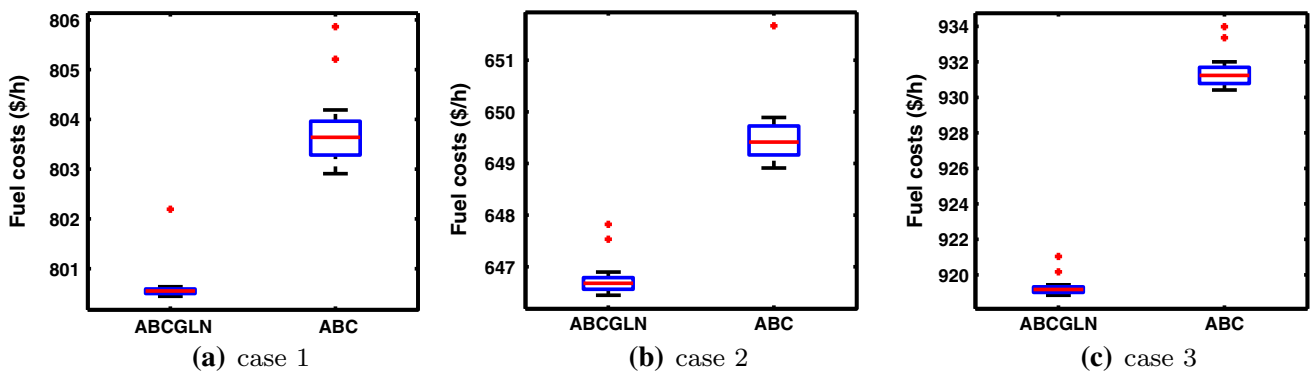 806
805
804
803
802
801
Fuel costs ($/h)
ABCGLN ABC
(a) case 1
651
650
649
648
647
Fuel costs ($/h)
ABCGLN ABC
(b) case 2
934
932
930
928
926
924
922
920
Fuel costs ($/h)
ABCGLN ABC
(c) case 3